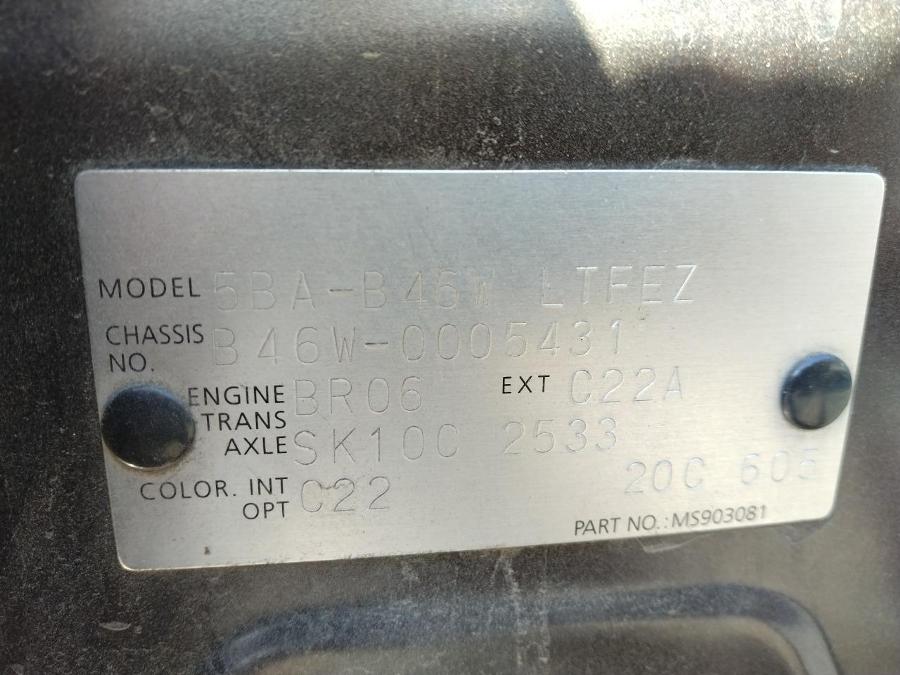 MODEL 5BA-B46W LTFEZ
CHASSIS NO. B46W-0005431
ENGINE BR06 EXT C22A
TRANS AXLE SK10C 2533
COLOR. INT OPT C22 20C 605
PART NO.: MS903081